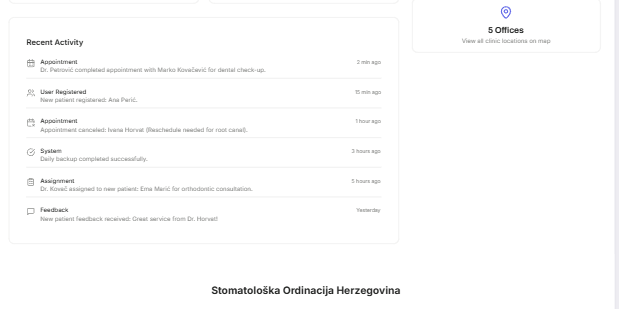 5 Offices
View all clinic locations on map
Recent Activity
Appointment
2 min ago
Dr. Petrović completed appointment with Marko Kovačević for dental check-up.
User Registered
15 min ago
New patient registered: Ana Perić.
Appointment
1 hour ago
Appointment canceled: Ivana Horvat (Reschedule needed for root canal).
System
3 hours ago
Daily backup completed successfully.
Assignment
5 hours ago
Dr. Kovač assigned to new patient: Ema Marić for orthodontic consultation.
Feedback
Yesterday
New patient feedback received: Great service from Dr. Horvat!
Stomatološka Ordinacija Herzegovina